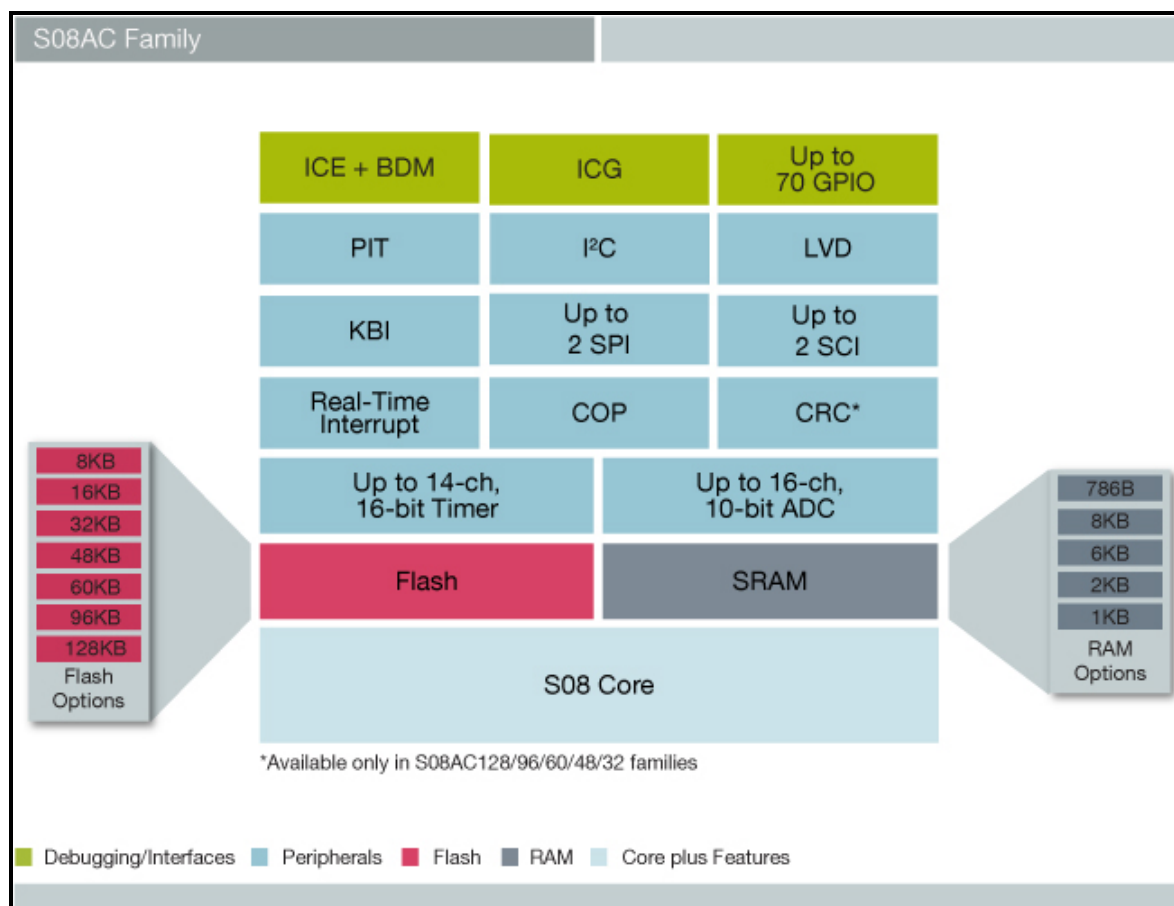 S08AC Family
ICE + BDM
ICG
Up to
70 GPIO
PIT
I²C
LVD
KBI
Up to
2 SPI
Up to
2 SCI
Real-Time
Interrupt
COP
CRC*
Up to 14-ch,
16-bit Timer
Up to 16-ch,
10-bit ADC
Flash
SRAM
S08 Core
8KB
16KB
32KB
48KB
60KB
96KB
128KB
Flash
Options
786B
8KB
6KB
2KB
1KB
RAM
Options
*Available only in S08AC128/96/60/48/32 families
Debugging/Interfaces
Peripherals
Flash
RAM
Core plus Features